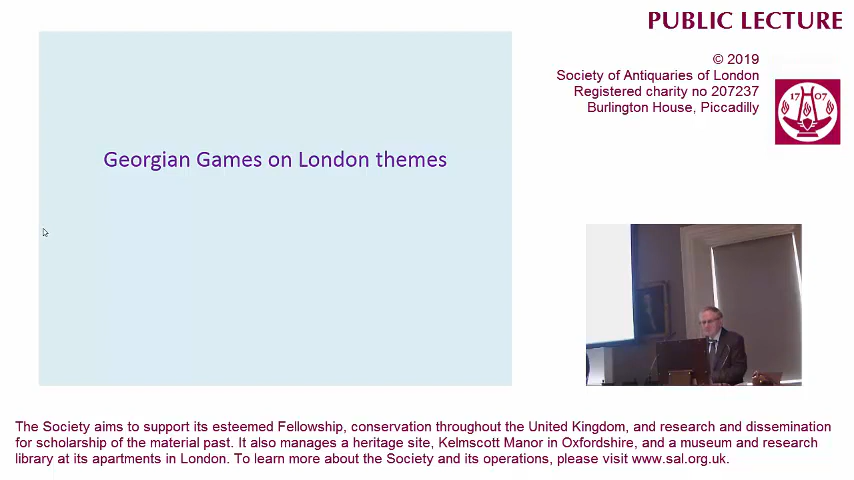 PUBLIC LECTURE
© 2019
Society of Antiquaries of London
Registered charity no 207237
Burlington House, Piccadilly
17 07
Georgian Games on London themes
The Society aims to support its esteemed Fellowship, conservation throughout the United Kingdom, and research and dissemination
for scholarship of the material past. It also manages a heritage site, Kelmscott Manor in Oxfordshire, and a museum and research
library at its apartments in London. To learn more about the Society and its operations, please visit www.sal.org.uk.